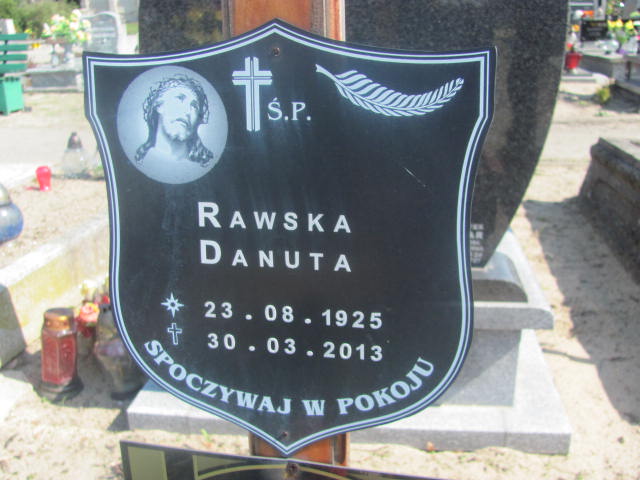 Ś.P.
RAWSKA
DANUTA
23.08.1925
30.03.2013
SPOCZYWAJ W POKOJU